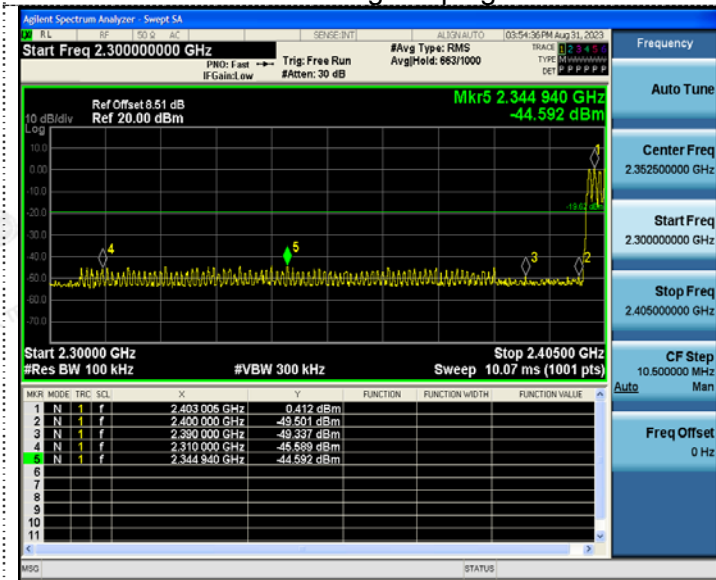 Agilent Spectrum Analyzer - Swept SA
RL RF 50 Ω AC SENSE:INT ALIGN AUTO 03:54:36 PM Aug 31, 2023
Start Freq 2.300000000 GHz
PNO: Fast
IFGain:Low
Trig: Free Run
#Atten: 30 dB
#Avg Type: RMS
Avg|Hold: 663/1000
TRACE 1 2 3 4 5 6
TYPE M W W W W W
DET P P P P P P
Ref Offset 8.51 dB
10 dB/div Ref 20.00 dBm
Log
Mkr5 2.344 940 GHz
-44.592 dBm
10.0
0.00
-10.0
-20.0
-30.0
-40.0
-50.0
-60.0
-70.0
1
-19.62 dBm
4
5
3
2
Start 2.30000 GHz Stop 2.40500 GHz
#Res BW 100 kHz #VBW 300 kHz Sweep 10.07 ms (1001 pts)
MKR MODE TRC SCL X Y FUNCTION FUNCTION WIDTH FUNCTION VALUE
1 N 1 f 2.403 005 GHz 0.412 dBm
2 N 1 f 2.400 000 GHz -49.501 dBm
3 N 1 f 2.390 000 GHz -49.337 dBm
4 N 1 f 2.310 000 GHz -45.589 dBm
5 N 1 f 2.344 940 GHz -44.592 dBm
6
7
8
9
10
11
MSG STATUS
Frequency
Auto Tune
Center Freq
2.352500000 GHz
Start Freq
2.300000000 GHz
Stop Freq
2.405000000 GHz
CF Step
10.500000 MHz
Auto Man
Freq Offset
0 Hz